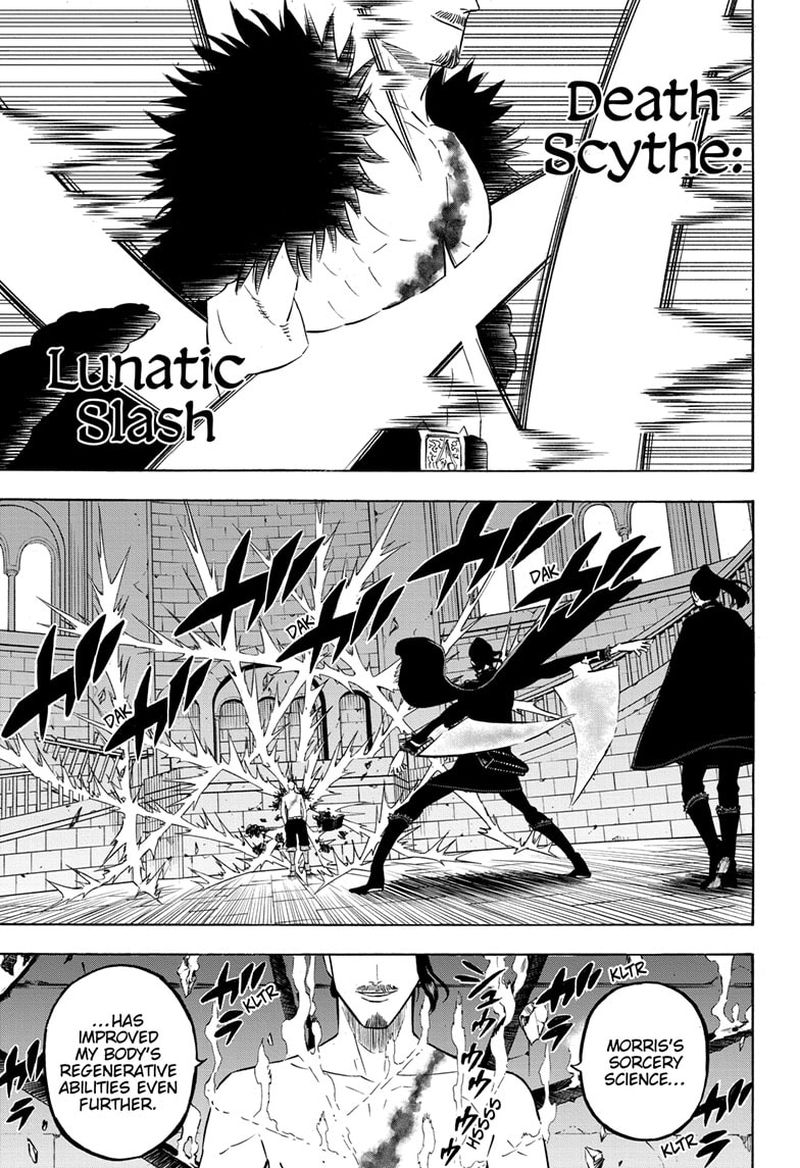 Death
Scythe:
Lunatic
Slash
DAK
DAK
DAK
DAK
MORRIS'S
SORCERY
SCIENCE...
KLTR
KLTR
HSSSS
KLTR
...HAS
IMPROVED
MY BODY'S
REGENERATIVE
ABILITIES EVEN
FURTHER.